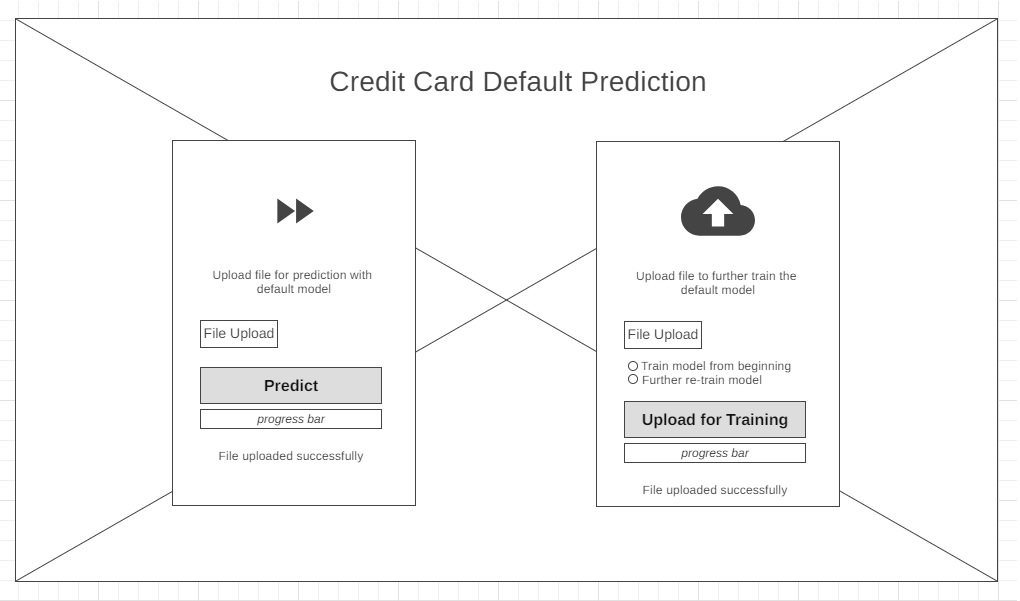 Credit Card Default Prediction
Upload file for prediction with
default model
File Upload
Predict
progress bar
File uploaded successfully
Upload file to further train the
default model
File Upload
Train model from beginning
Further re-train model
Upload for Training
progress bar
File uploaded successfully